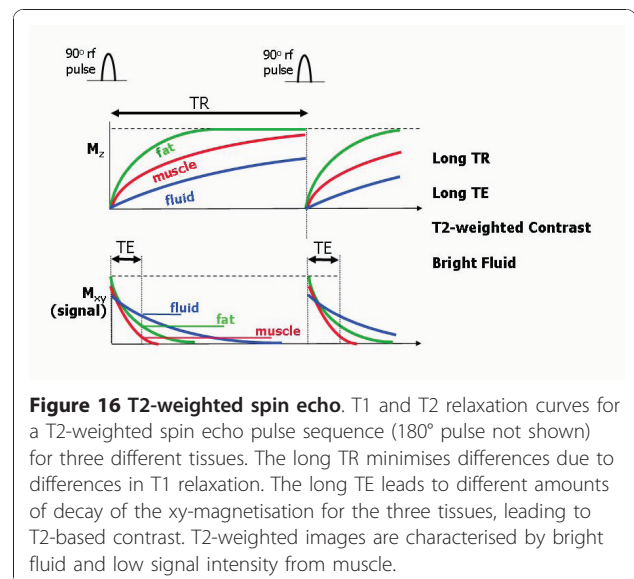 90° rf
pulse
90° rf
pulse
TR
Mz
fat
muscle
fluid
Long TR
Long TE
T2-weighted Contrast
Bright Fluid
TE
TE
Mxy
(signal)
fluid
fat
muscle
Figure 16 T2-weighted spin echo. T1 and T2 relaxation curves for
a T2-weighted spin echo pulse sequence (180° pulse not shown)
for three different tissues. The long TR minimises differences due to
differences in T1 relaxation. The long TE leads to different amounts
of decay of the xy-magnetisation for the three tissues, leading to
T2-based contrast. T2-weighted images are characterised by bright
fluid and low signal intensity from muscle.